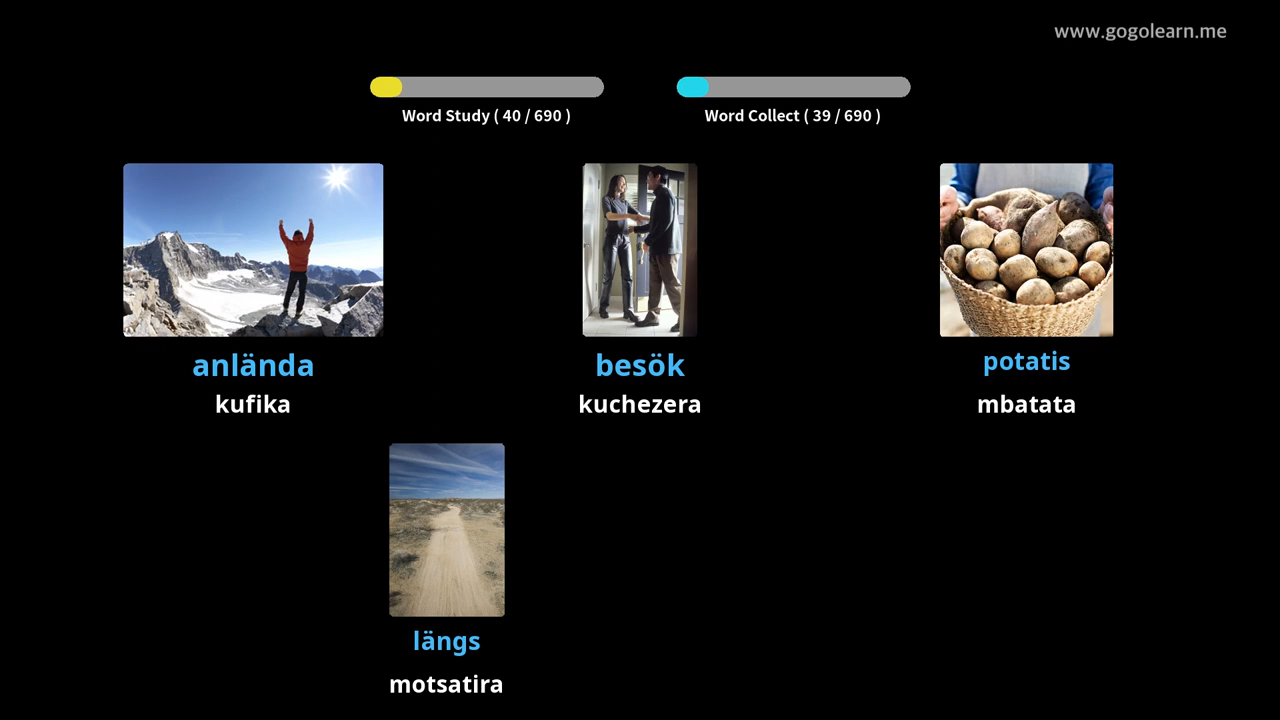 www.gogolearn.me
Word Study ( 40 / 690 )
Word Collect ( 39 / 690 )
anlända
kufika
besök
kuchezera
potatis
mbatata
längs
motsatira